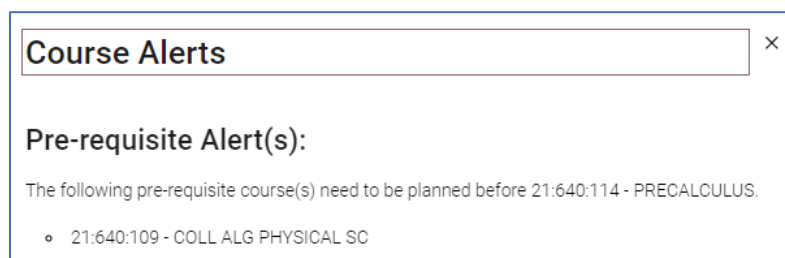 Course Alerts
Pre-requisite Alert(s):
The following pre-requisite course(s) need to be planned before 21:640:114 - PRECALCULUS.
21:640:109 - COLL ALG PHYSICAL SC